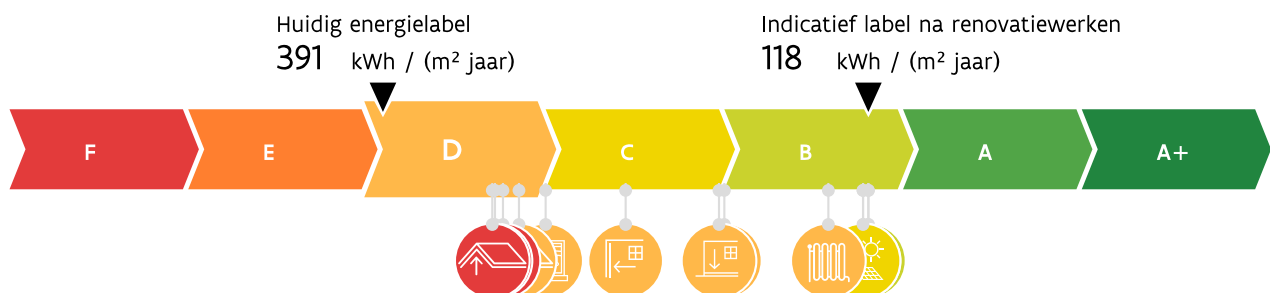 Huidig energielabel
391 kWh / (m² jaar)
Indicatief label na renovatiewerken
118 kWh / (m² jaar)
F E D C B A A+